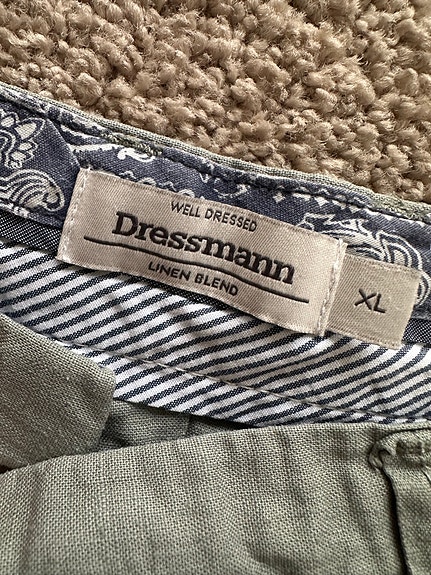 WELL DRESSED
Dressmann
LINEN BLEND
XL